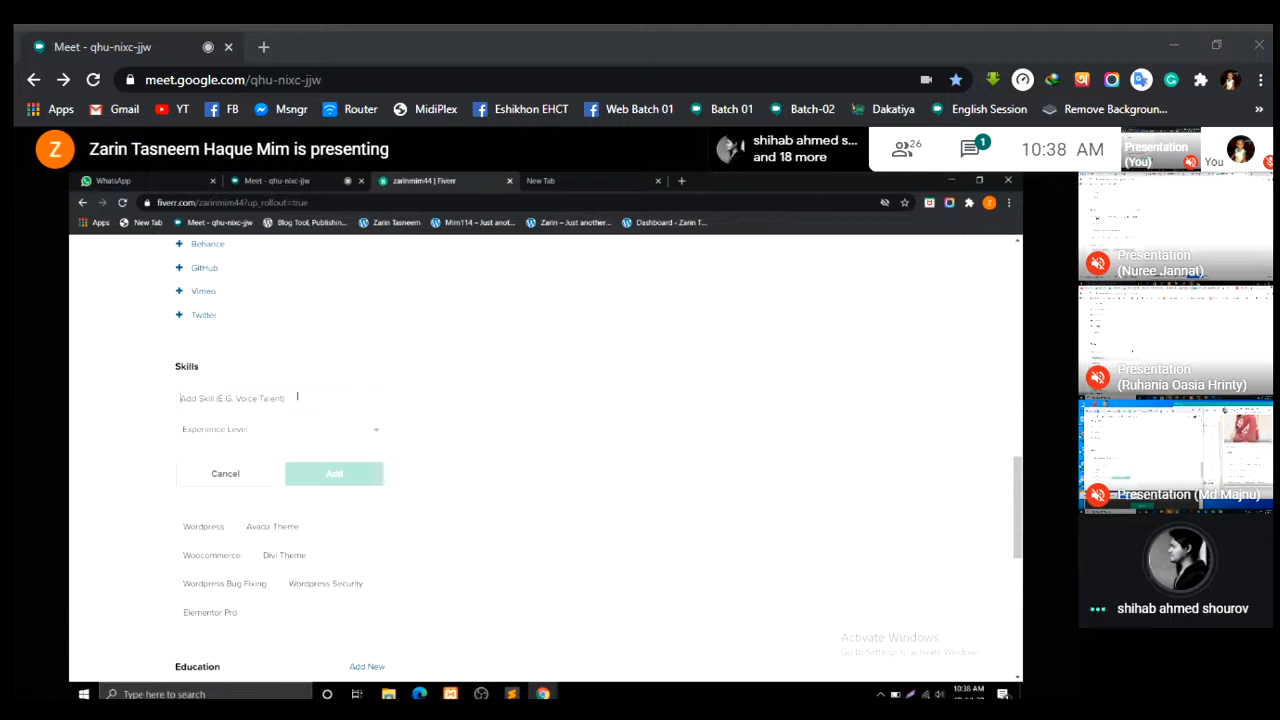 Meet - qhu-nixc-jjw
meet.google.com/qhu-nixc-jjw
Apps Gmail YT FB Msngr Router MidiPlex Eshikhon EHCT Web Batch 01 Batch 01 Batch-02 Dakatiya English Session Remove Backgroun... »
Z Zarin Tasneem Haque Mim is presenting
shihab ahmed s...
and 18 more
26
1
10:38 AM
Presentation
(You)
You
WhatsApp Meet - qhu-nixc-jjw zarinmim44 | Fiverr New Tab
fiverr.com/zarinmim44?up_rollout=true
Apps New Tab Meet - qhu-nixc-jjw Blog Tool, Publishin... Zarin Tasneem Mim114 – Just anot... Zarin – Just another... Dashboard ‹ Zarin T...
Behance
GitHub
Vimeo
Twitter
Skills
Add Skill (E.G. Voice Talent)
Experience Level
Cancel Add
Wordpress Avada Theme
Woocommerce Divi Theme
Wordpress Bug Fixing Wordpress Security
Elementor Pro
Education Add New
Activate Windows
Go to Settings to activate Windows.
Type here to search
10:38 AM
Presentation
(Nuree Jannat)
Presentation
(Ruhania Oasia Hrinty)
Presentation (Md Majnu)
shihab ahmed shourov